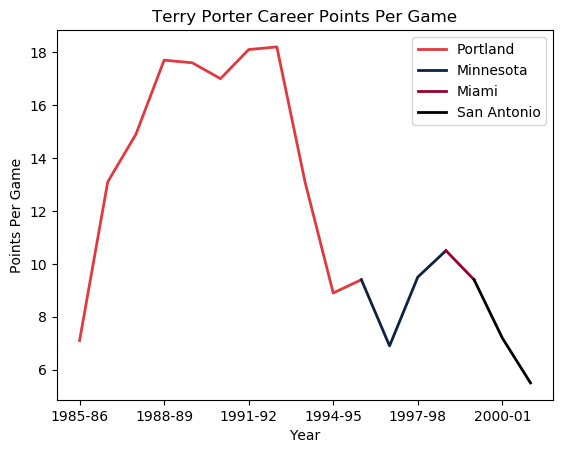 Terry Porter Career Points Per Game
Portland
Minnesota
Miami
San Antonio
Points Per Game
18
16
14
12
10
8
6
1985-86 1988-89 1991-92 1994-95 1997-98 2000-01
Year